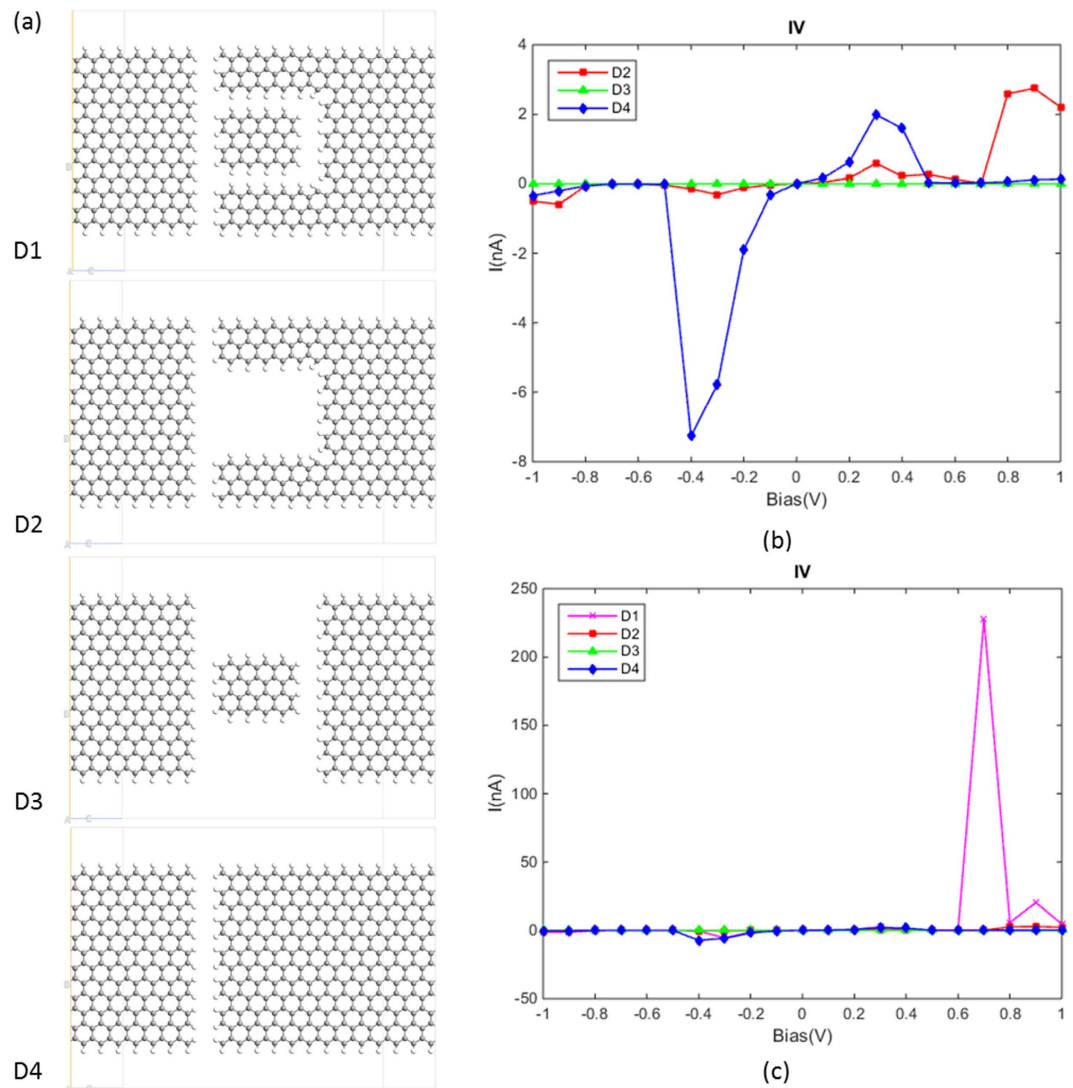 (a)
D1
D2
D3
D4
IV
D2
D3
D4
4
2
0
-2
-4
-6
-8
I(nA)
-1 -0.8 -0.6 -0.4 -0.2 0 0.2 0.4 0.6 0.8 1
Bias(V)
(b)
IV
D1
D2
D3
D4
250
200
150
100
50
0
-50
I(nA)
-1 -0.8 -0.6 -0.4 -0.2 0 0.2 0.4 0.6 0.8 1
Bias(V)
(c)